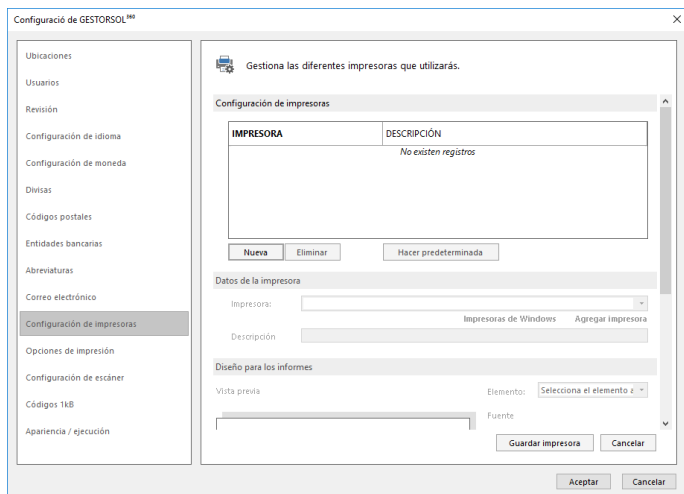 Configuració de GESTORSOL³⁶⁰
Ubicaciones
Usuarios
Revisión
Configuración de idioma
Configuración de moneda
Divisas
Códigos postales
Entidades bancarias
Abreviaturas
Correo electrónico
Configuración de impresoras
Opciones de impresión
Configuración de escáner
Códigos 1kB
Apariencia / ejecución
Gestiona las diferentes impresoras que utilizarás.
Configuración de impresoras
IMPRESORA DESCRIPCIÓN
No existen registros
Nueva Eliminar Hacer predeterminada
Datos de la impresora
Impresora:
Impresoras de Windows Agregar impresora
Descripción
Diseño para los informes
Vista previa Elemento: Selecciona el elemento a
Fuente
Guardar impresora Cancelar
Aceptar Cancelar